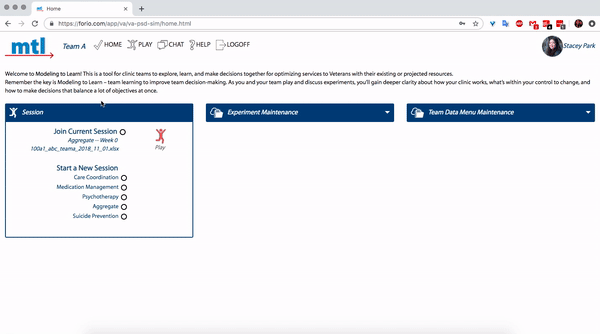 Home
https://forio.com/app/va/va-psd-sim/home.html
mtl
Team A
HOME
PLAY
CHAT
HELP
LOGOFF
Stacey Park
Welcome to Modeling to Learn! This is a tool for clinic teams to explore, learn, and make decisions together for optimizing services to Veterans with their existing or projected resources.
Remember the key is Modeling to Learn – team learning to improve team decision-making. As you and your team play and discuss experiments, you'll gain deeper clarity about how your clinic works, what's within your control to change, and
how to make decisions that balance a lot of objectives at once.
Session
Join Current Session
Aggregate -- Week 0
100a1_abc_teama_2018_11_01.xlsx
Play
Start a New Session
Care Coordination
Medication Management
Psychotherapy
Aggregate
Suicide Prevention
Experiment Maintenance
Team Data Menu Maintenance